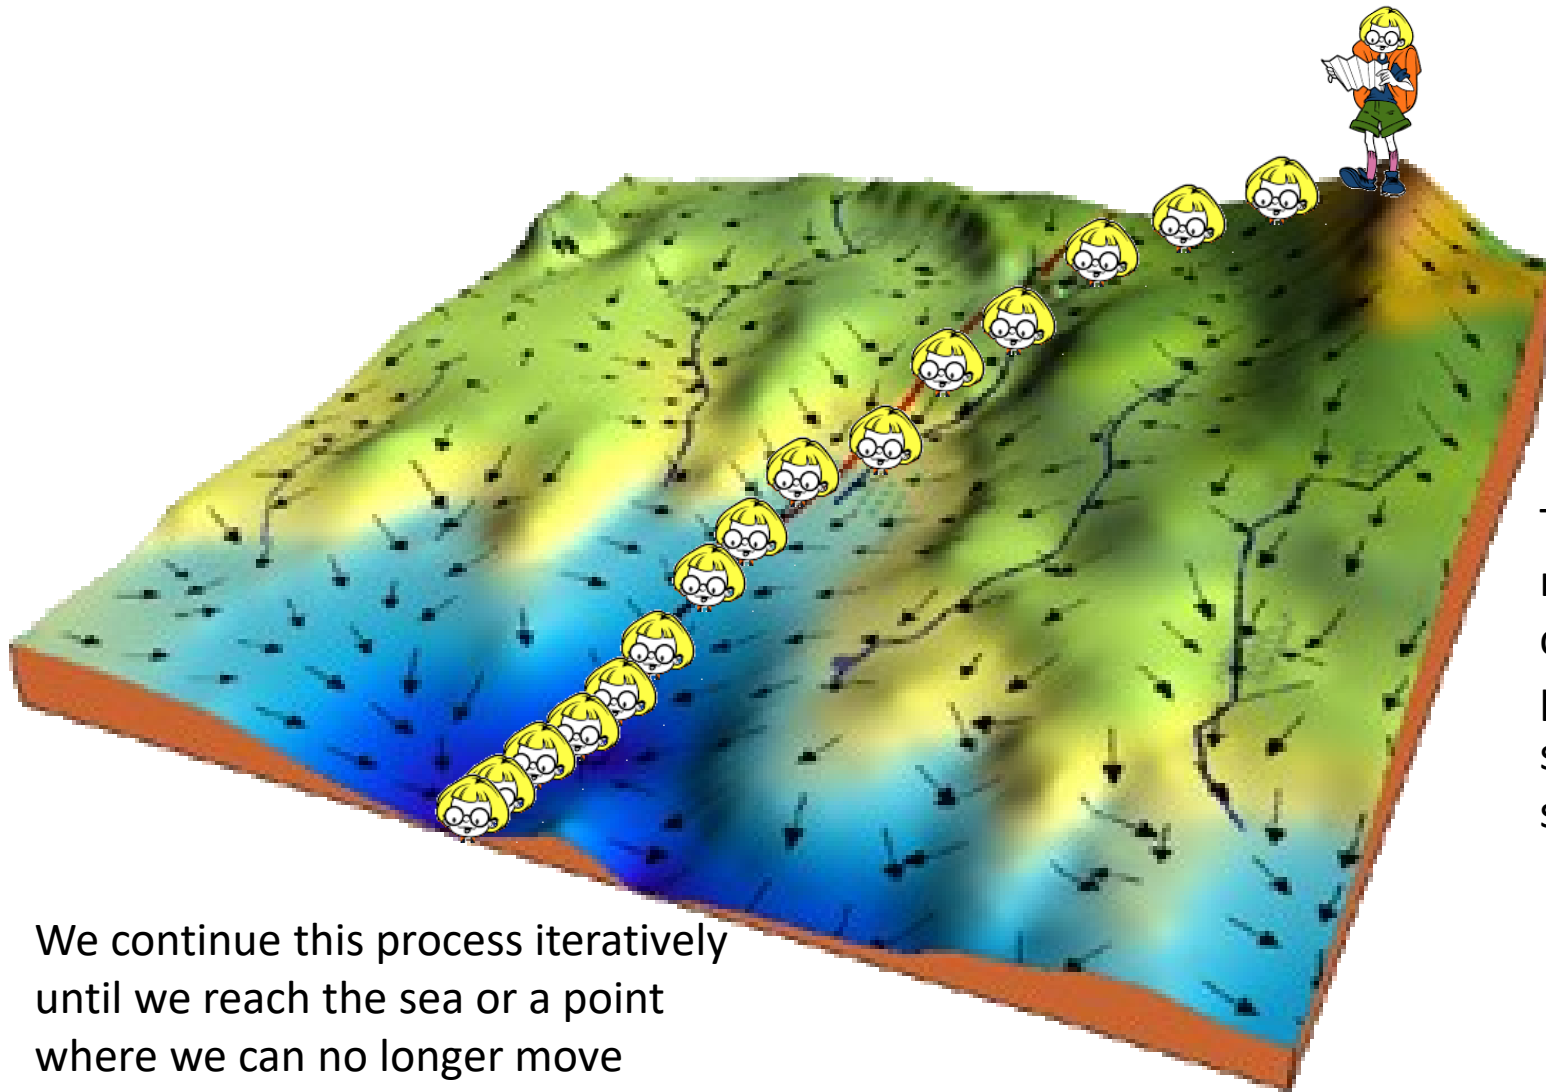 We continue this process iteratively
until we reach the sea or a point
where we can no longer move